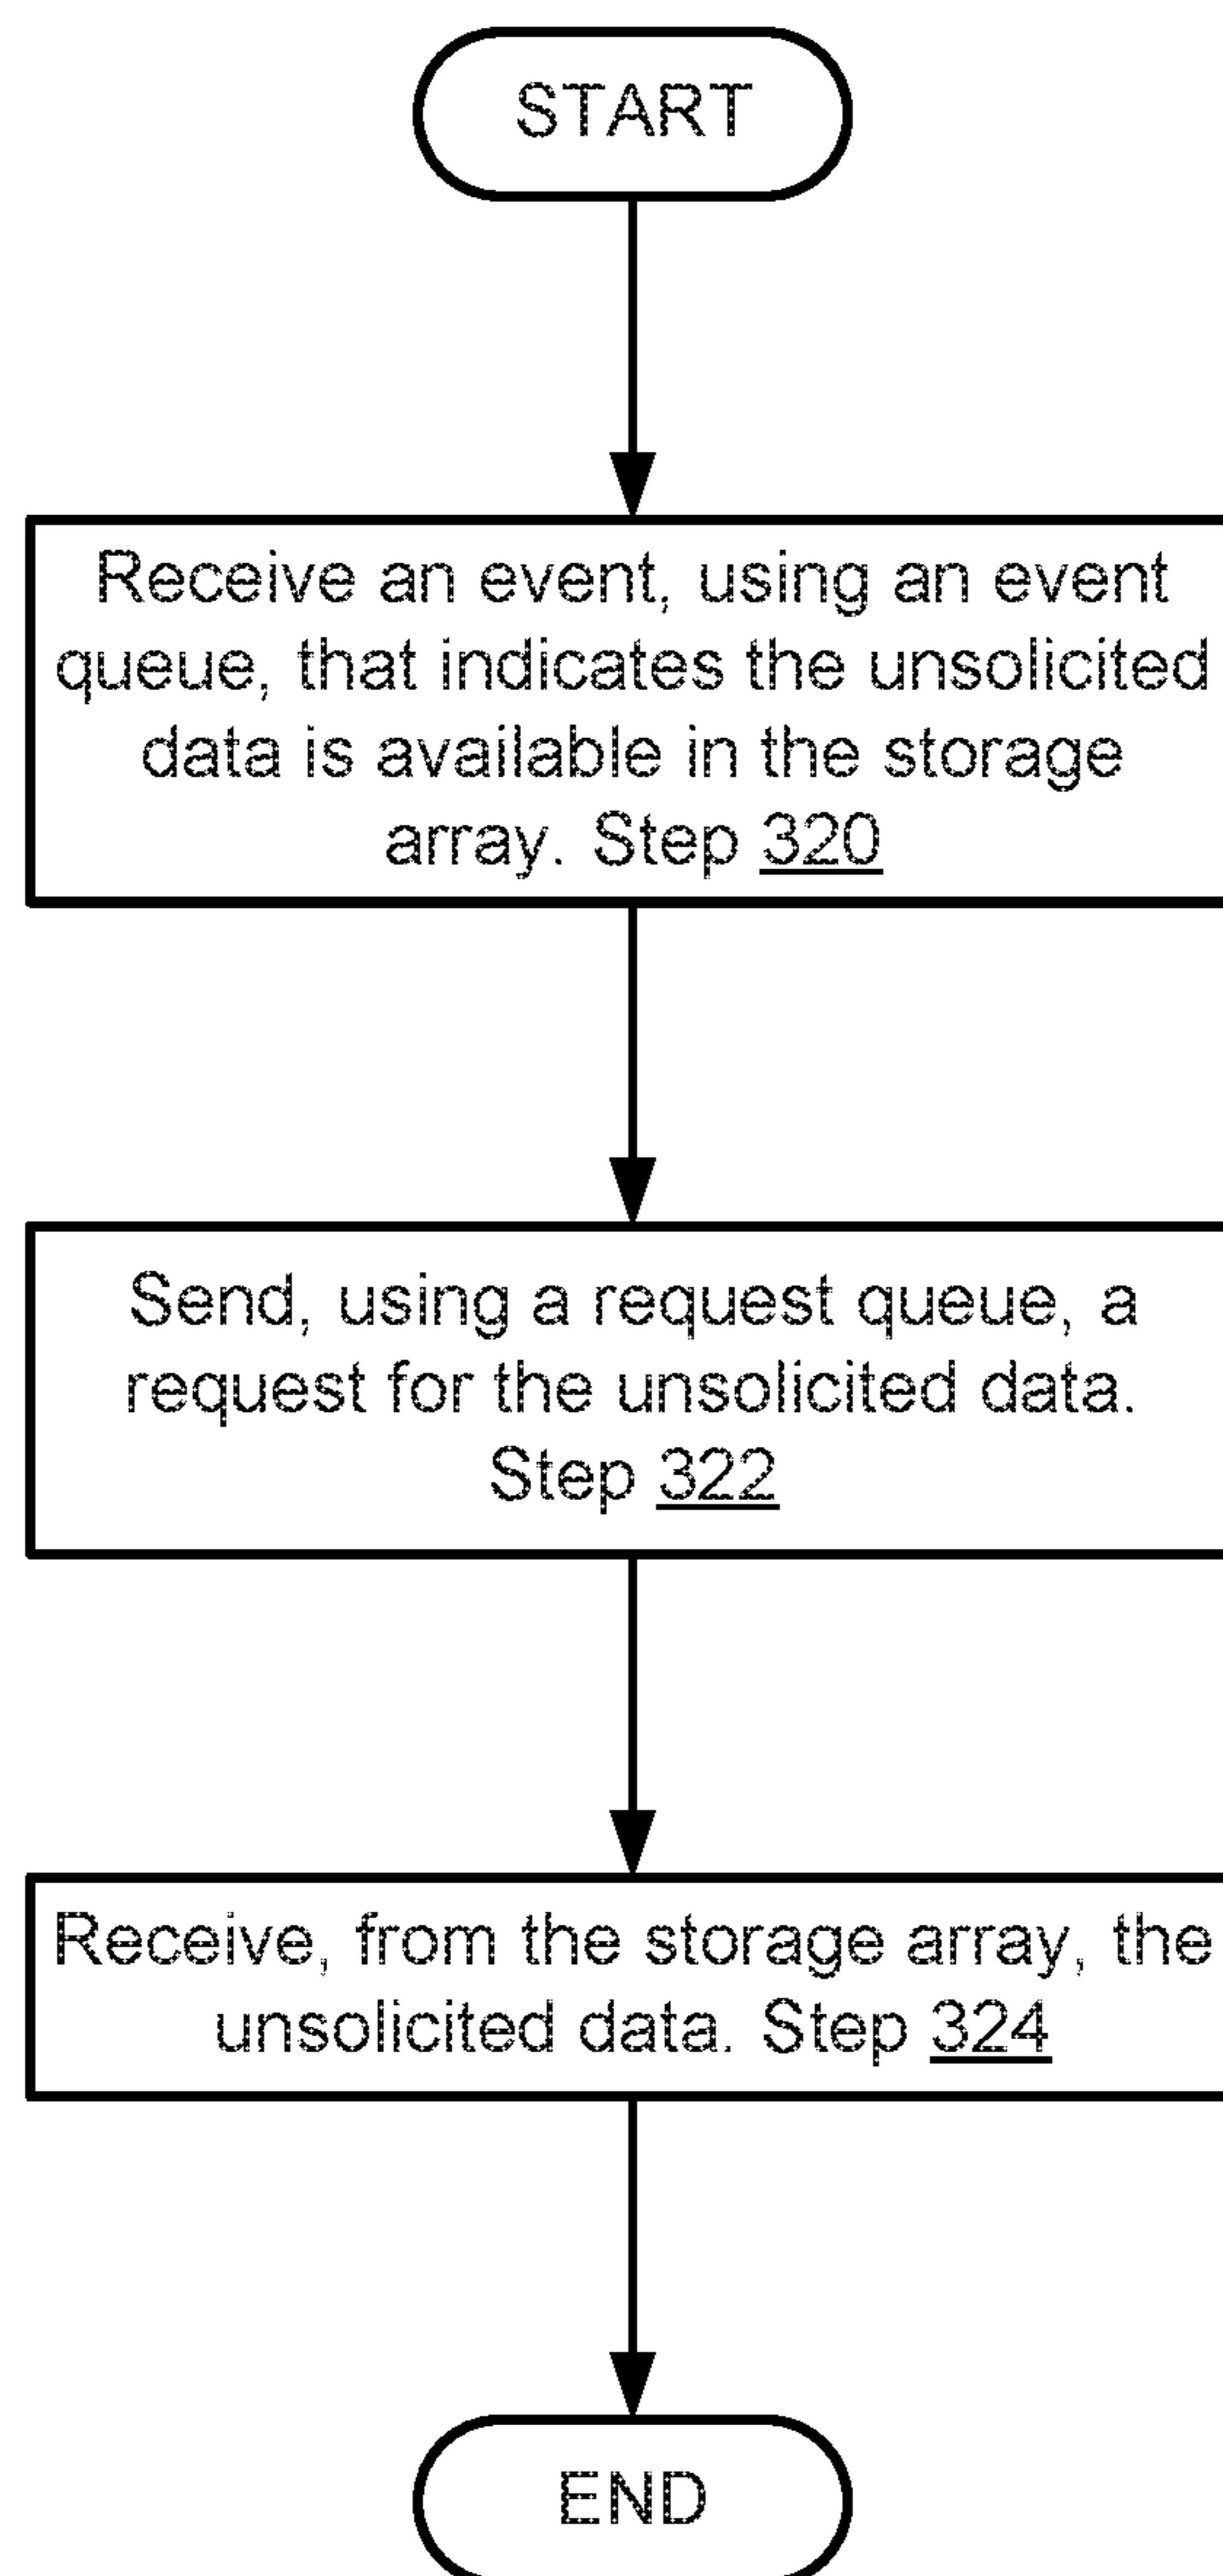 START
Receive an event, using an event
queue, that indicates the unsolicited
data is available in the storage
array. Step 320
Send, using a request queue, a
request for the unsolicited data.
Step 322
Receive, from the storage array, the
unsolicited data. Step 324
END